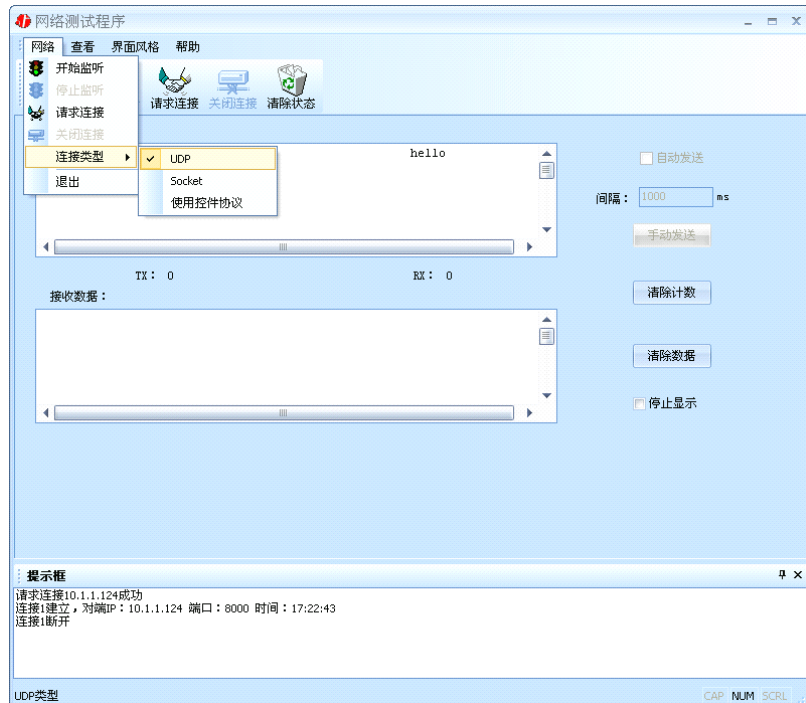 网络测试程序
网络 查看 界面风格 帮助
开始监听
停止监听
请求连接
关闭连接
连接类型
退出
UDP
Socket
使用控件协议
请求连接 关闭连接 清除状态
hello
自动发送
间隔： 1000 ms
手动发送
TX： 0 RX： 0
清除计数
接收数据：
清除数据
停止显示
提示框
请求连接10.1.1.124成功
连接1建立，对端IP：10.1.1.124 端口：8000 时间：17:22:43
连接1断开
UDP类型 CAP NUM SCRL